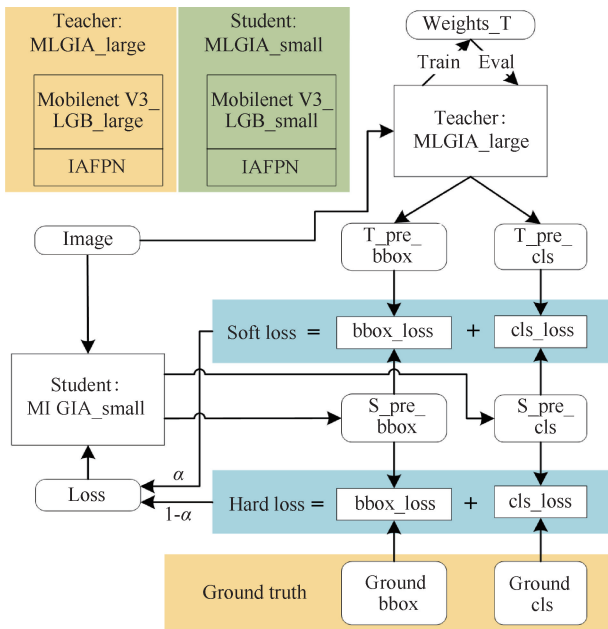 Teacher:
MLGIA_large
Mobilenet V3_
LGB_large
IAFPN
Student:
MLGIA_small
Mobilenet V3_
LGB_small
IAFPN
Weights_T
Train
Eval
Teacher:
MLGIA_large
Image
T_pre_
bbox
T_pre_
cls
Soft loss = bbox_loss + cls_loss
Student:
MI GIA_small
S_pre_
bbox
S_pre_
cls
Loss
α
1-α
Hard loss = bbox_loss + cls_loss
Ground truth
Ground
bbox
Ground
cls